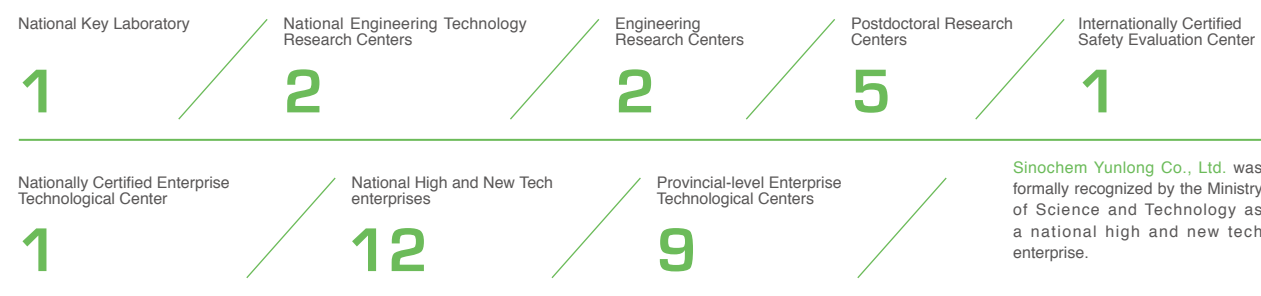 National Key Laboratory
1
National Engineering Technology
Research Centers
2
Engineering
Research Centers
2
Postdoctoral Research
Centers
5
Internationally Certified
Safety Evaluation Center
1
Nationally Certified Enterprise
Technological Center
1
National High and New Tech
enterprises
12
Provincial-level Enterprise
Technological Centers
9
Sinochem Yunlong Co., Ltd. was
formally recognized by the Ministry
of Science and Technology as
a national high and new tech
enterprise.